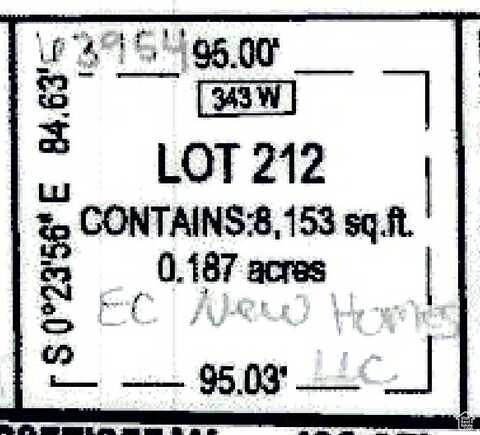 63954 95.00'
343 W
S 0°23'56" E 84.63'
LOT 212
CONTAINS:8,153 sq.ft.
0.187 acres
EC New Homes
LLC
95.03'